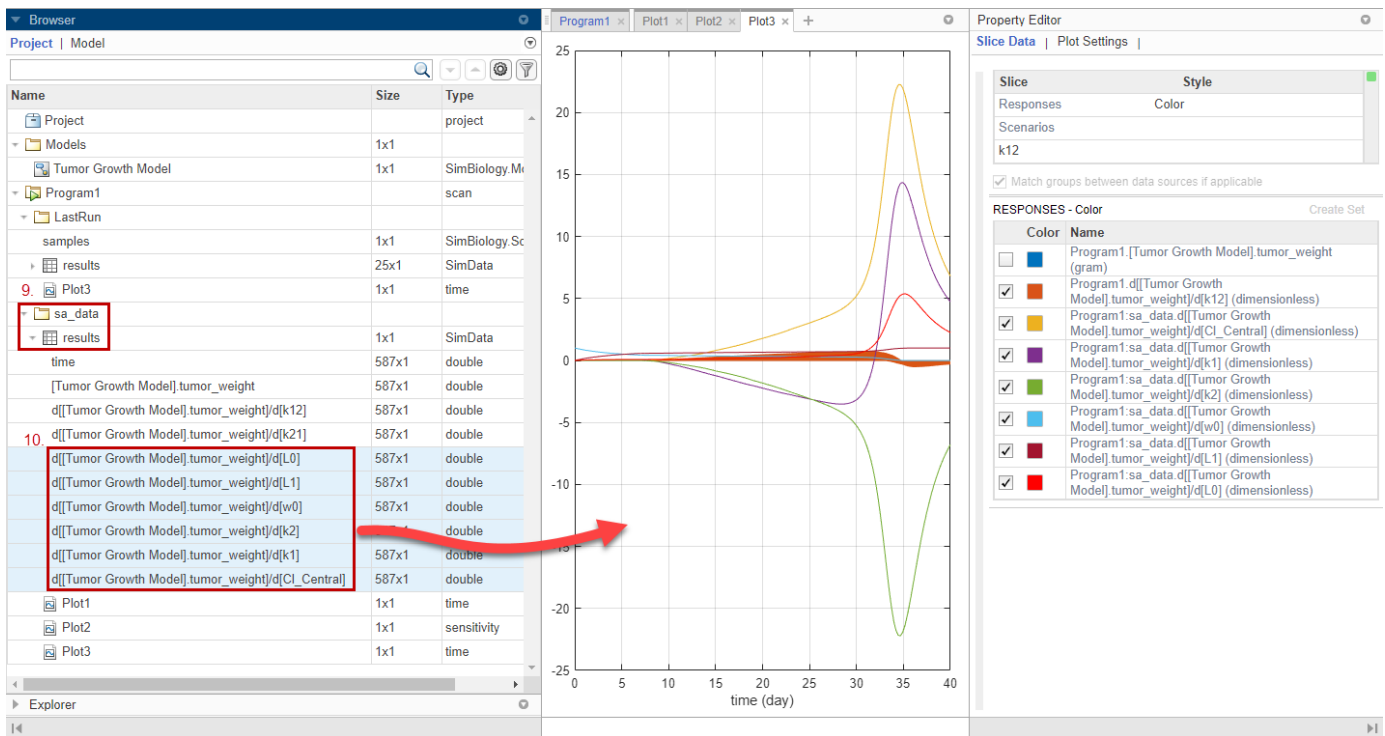 Browser
Project | Model
Name Size Type
Project project
Models 1x1
Tumor Growth Model 1x1 SimBiology.Mo
Program1 scan
LastRun
samples 1x1 SimBiology.Sc
results 25x1 SimData
9. Plot3 1x1 time
sa_data
results 1x1 SimData
time 587x1 double
[Tumor Growth Model].tumor_weight 587x1 double
d[[Tumor Growth Model].tumor_weight]/d[k12] 587x1 double
10. d[[Tumor Growth Model].tumor_weight]/d[k21] 587x1 double
d[[Tumor Growth Model].tumor_weight]/d[L0] 587x1 double
d[[Tumor Growth Model].tumor_weight]/d[L1] 587x1 double
d[[Tumor Growth Model].tumor_weight]/d[w0] 587x1 double
d[[Tumor Growth Model].tumor_weight]/d[k2] double
d[[Tumor Growth Model].tumor_weight]/d[k1] 587x1 double
d[[Tumor Growth Model].tumor_weight]/d[Cl_Central] 587x1 double
Plot1 1x1 time
Plot2 1x1 sensitivity
Plot3 1x1 time
Explorer
Program1 × Plot1 × Plot2 × Plot3 × +
25
20
15
10
5
0
-5
-10
-15
-20
-25
0 5 10 15 20 25 30 35 40
time (day)
Property Editor
Slice Data | Plot Settings |
Slice Style
Responses Color
Scenarios
k12
Match groups between data sources if applicable
RESPONSES - Color Create Set
Color Name
Program1.[Tumor Growth Model].tumor_weight
(gram)
Program1.d[[Tumor Growth
Model].tumor_weight]/d[k12] (dimensionless)
Program1:sa_data.d[[Tumor Growth
Model].tumor_weight]/d[Cl_Central] (dimensionless)
Program1:sa_data.d[[Tumor Growth
Model].tumor_weight]/d[k1] (dimensionless)
Program1:sa_data.d[[Tumor Growth
Model].tumor_weight]/d[k2] (dimensionless)
Program1:sa_data.d[[Tumor Growth
Model].tumor_weight]/d[w0] (dimensionless)
Program1:sa_data.d[[Tumor Growth
Model].tumor_weight]/d[L1] (dimensionless)
Program1:sa_data.d[[Tumor Growth
Model].tumor_weight]/d[L0] (dimensionless)